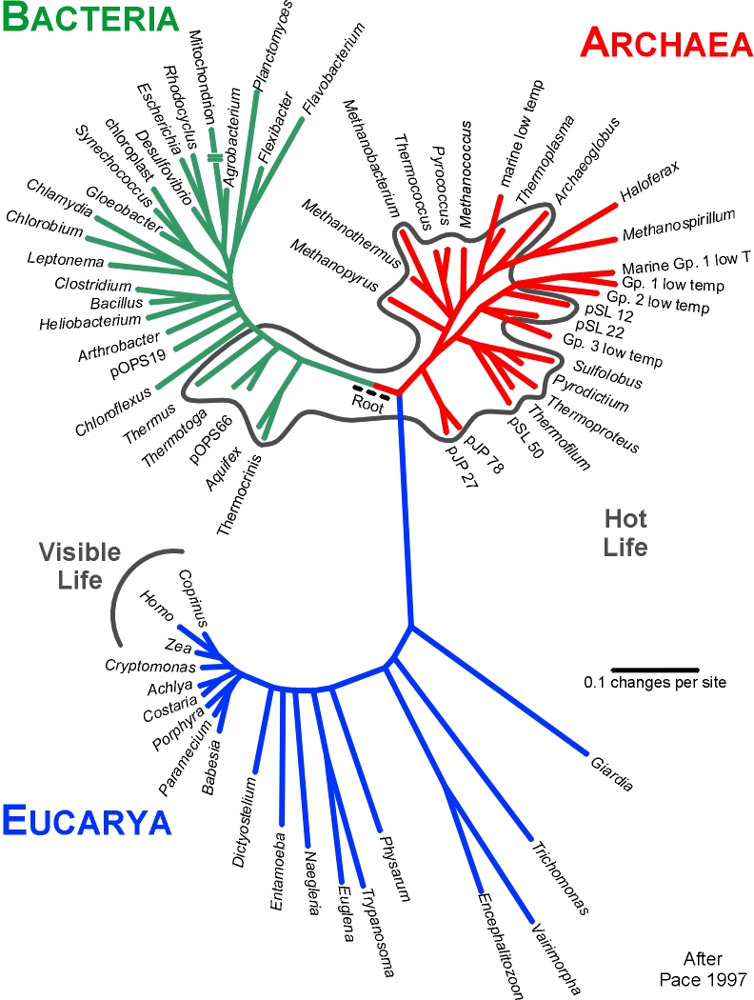 BACTERIA
ARCHAEA
Planctomyces
Mitochondrion
Flavobacterium
Rhodocyclus
Escherichia
Agrobacterium
Flexibacter
Desulfovibrio
chloroplast
Synechococcus
Gloeobacter
Chlamydia
Chlorobium
Leptonema
Clostridium
Bacillus
Heliobacterium
Arthrobacter
pOPS19
Chloroflexus
Thermus
Thermotoga
pOPS66
Aquifex
Thermocrinis
Root
Methanopyrus
Methanothermus
Methanobacterium
Thermococcus
Pyrococcus
Methanococcus
marine low temp
Thermoplasma
Archaeoglobus
Haloferax
Methanospirillum
Marine Gp. 1 low T
Gp. 1 low temp
Gp. 2 low temp
pSL 12
pSL 22
Gp. 3 low temp
Sulfolobus
Pyrodictium
Thermoproteus
Thermofilum
pSL 50
pJP 78
pJP 27
Hot
Life
Visible
Life
Coprinus
Homo
Zea
Cryptomonas
Achlya
Costaria
Porphyra
Paramecium
Babesia
Dictyostelium
Entamoeba
Naegleria
Euglena
Trypanosoma
Physarum
Encephalitozoon
Vairimorpha
Trichomonas
Giardia
0.1 changes per site
EUCARYA
After
Pace 1997